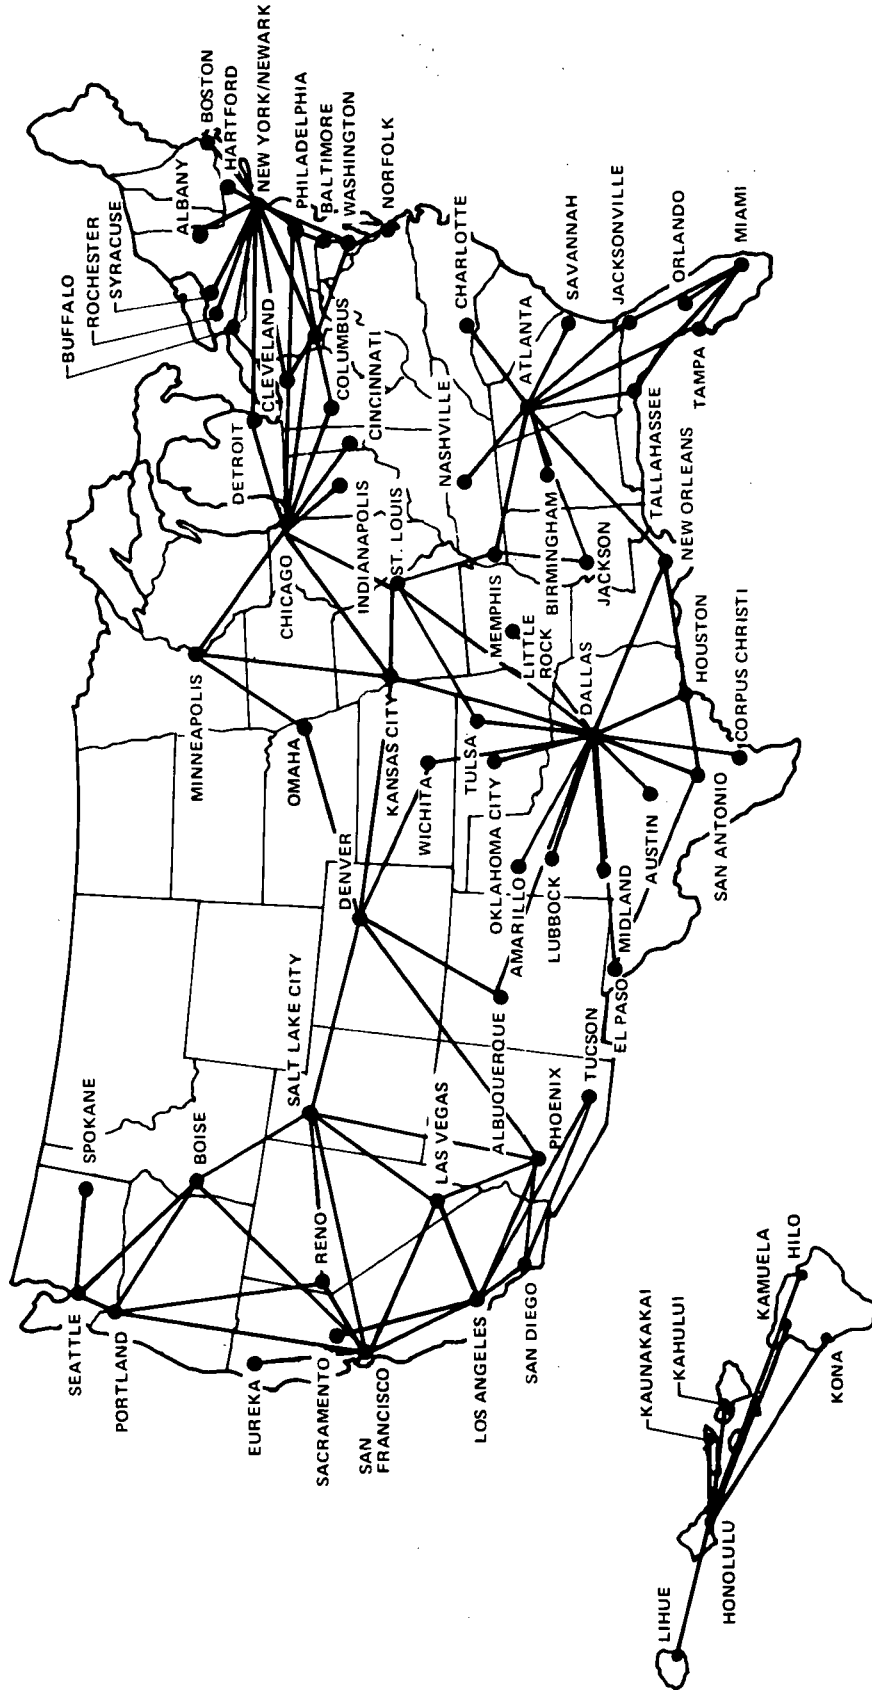 SEATTLE
PORTLAND
SPOKANE
BOISE
EUREKA
SACRAMENTO
SAN
FRANCISCO
RENO
SALT LAKE CITY
LAS VEGAS
LOS ANGELES
SAN DIEGO
PHOENIX
TUCSON
ALBUQUERQUE
EL PASO
DENVER
MINNEAPOLIS
OMAHA
KANSAS CITY
WICHITA
TULSA
OKLAHOMA CITY
AMARILLO
LUBBOCK
MIDLAND
AUSTIN
SAN ANTONIO
CORPUS CHRISTI
HOUSTON
DALLAS
LITTLE
ROCK
MEMPHIS
ST. LOUIS
CHICAGO
INDIANAPOLIS
CINCINNATI
COLUMBUS
CLEVELAND
DETROIT
BUFFALO
ROCHESTER
SYRACUSE
ALBANY
BOSTON
HARTFORD
NEW YORK/NEWARK
PHILADELPHIA
BALTIMORE
WASHINGTON
NORFOLK
CHARLOTTE
NASHVILLE
ATLANTA
SAVANNAH
BIRMINGHAM
JACKSON
JACKSONVILLE
ORLANDO
MIAMI
TAMPA
TALLAHASSEE
NEW ORLEANS
LIHUE
HONOLULU
KAUNAKAKAI
KAHULUI
KAMUELA
HILO
KONA